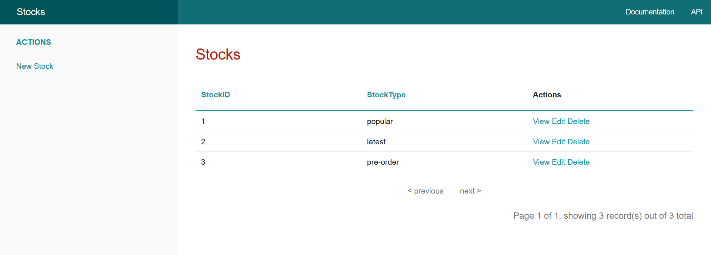 Stocks Documentation API
ACTIONS
New Stock
Stocks
StockID StockType Actions
1 popular View Edit Delete
2 latest View Edit Delete
3 pre-order View Edit Delete
< previous next >
Page 1 of 1, showing 3 record(s) out of 3 total